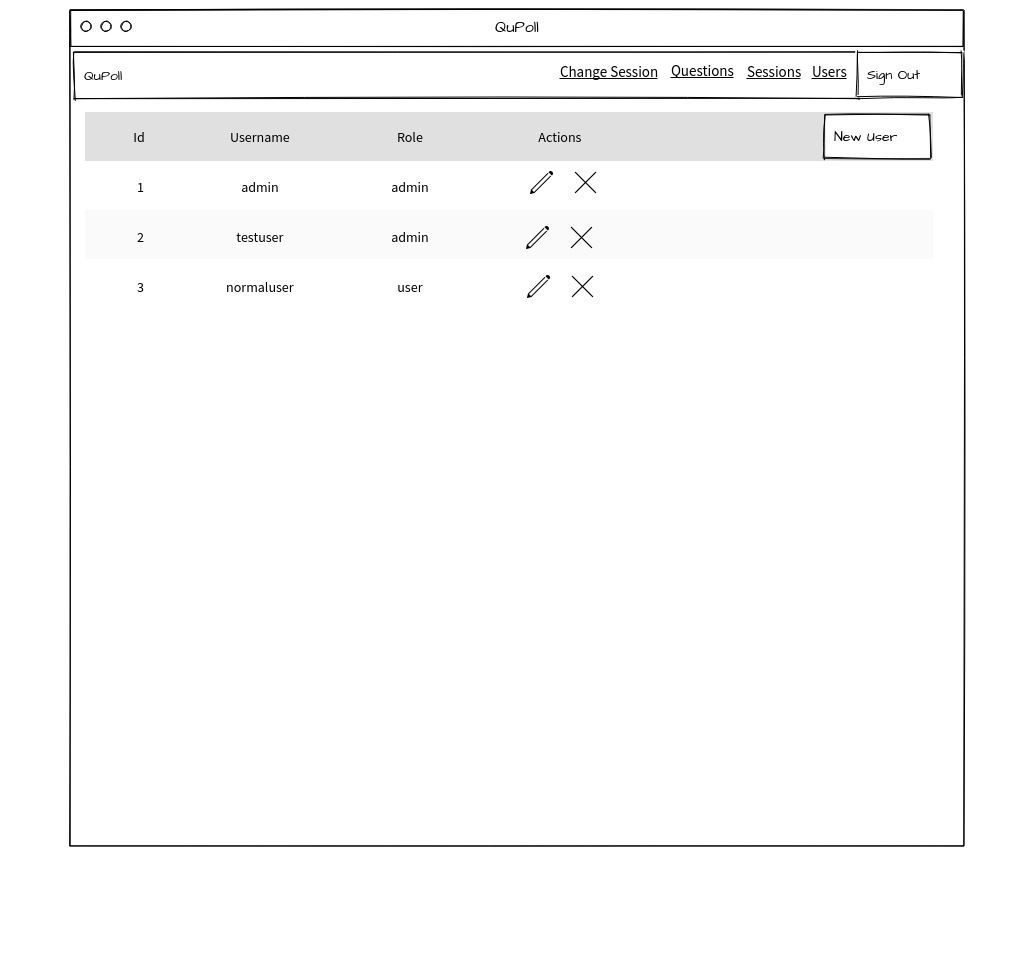 QuPoll
QuPoll Change Session Questions Sessions Users Sign Out
Id Username Role Actions New User
1 admin admin
2 testuser admin
3 normaluser user